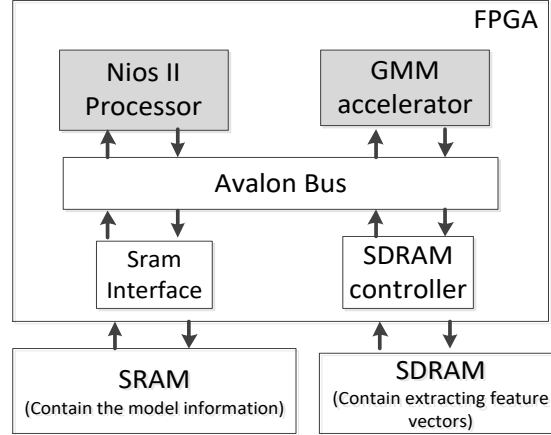 FPGA
Nios II
Processor
GMM
accelerator
Avalon Bus
Sram
Interface
SDRAM
controller
SRAM
(Contain the model information)
SDRAM
(Contain extracting feature
vectors)